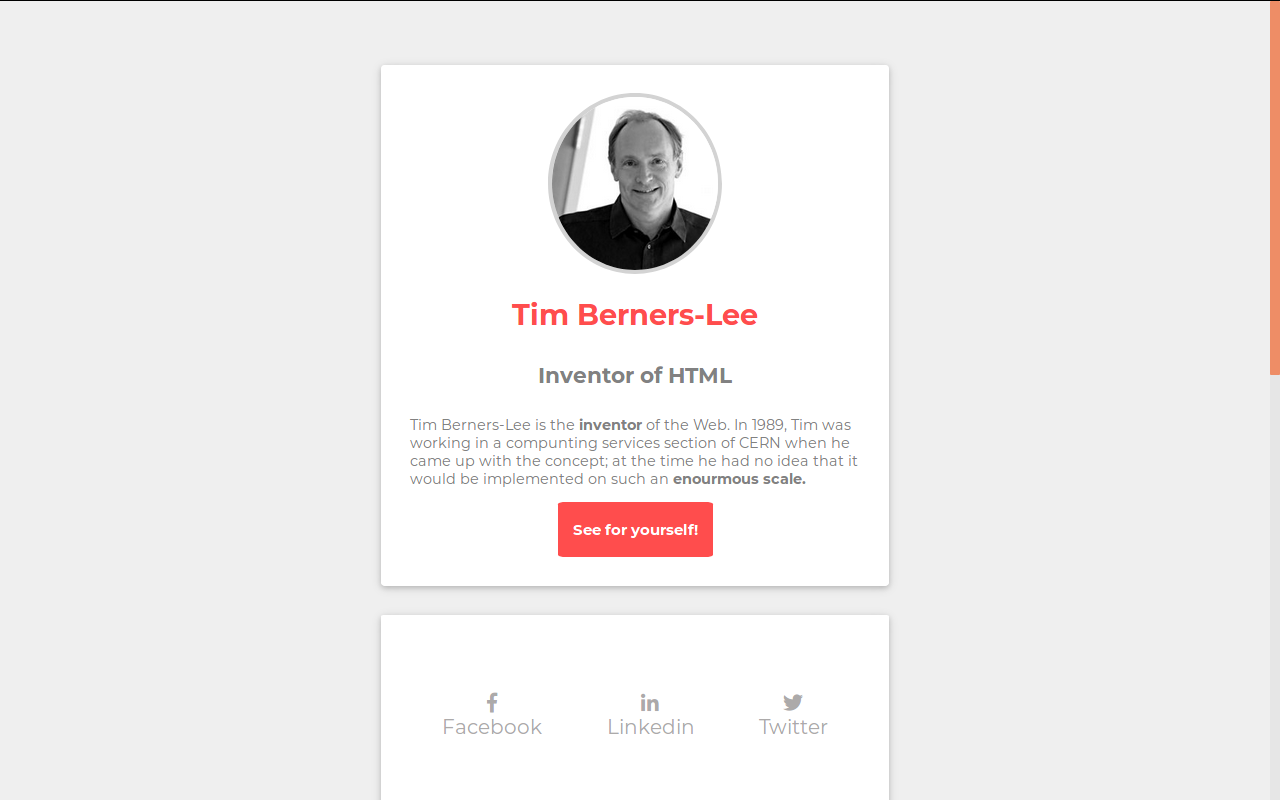 Tim Berners-Lee
Inventor of HTML
Tim Berners-Lee is the inventor of the Web. In 1989, Tim was
working in a compunting services section of CERN when he
came up with the concept; at the time he had no idea that it
would be implemented on such an enourmous scale.
See for yourself!
Facebook
Linkedin
Twitter